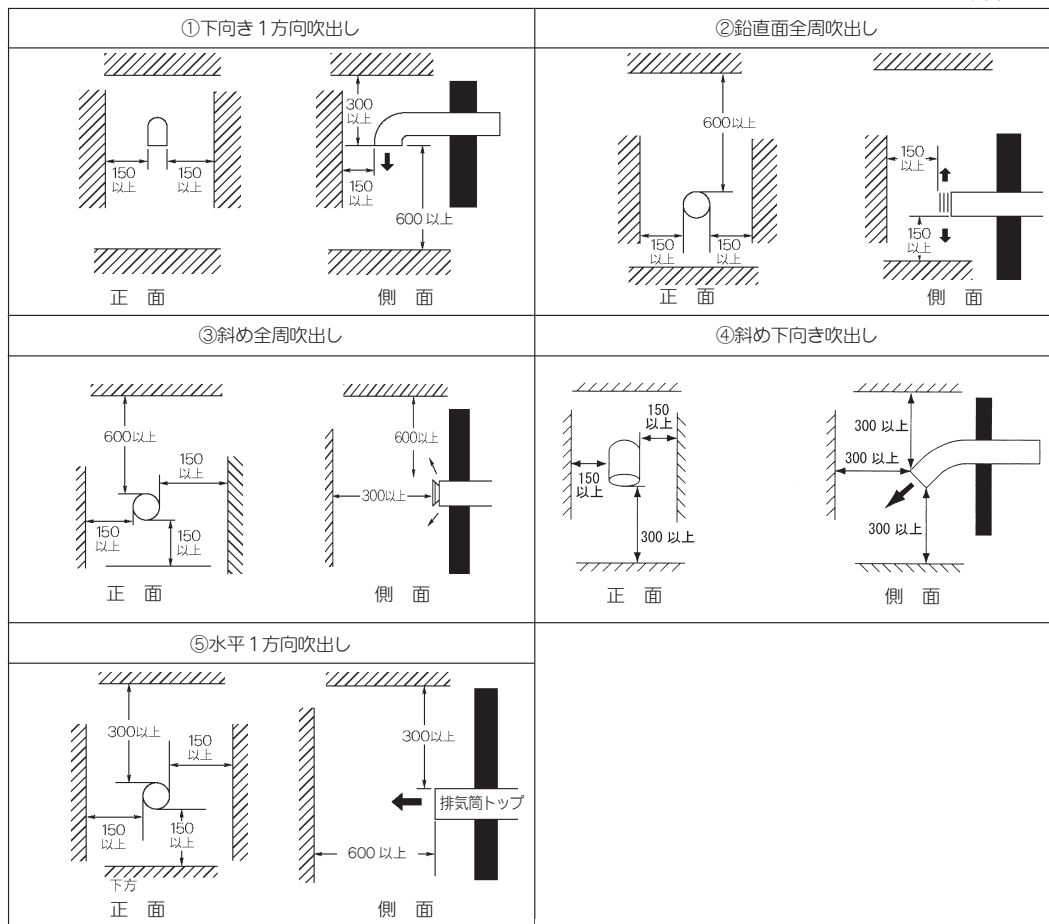 ①下向き1方向吹出し
300
以上
150
以上
150
以上
150
以上
600以上
正 面
側 面
②鉛直面全周吹出し
600以上
150
以上
150
以上
150
以上
150
以上
正 面
側 面
③斜め全周吹出し
600以上
150
以上
150
以上
150
以上
600以上
300以上
正 面
側 面
④斜め下向き吹出し
150
以上
150
以上
300 以上
300 以上
300 以上
300 以上
正 面
側 面
⑤水平1方向吹出し
300以上
150
以上
150
以上
150
以上
下方
300以上
排気筒トップ
600以上
正 面
側 面